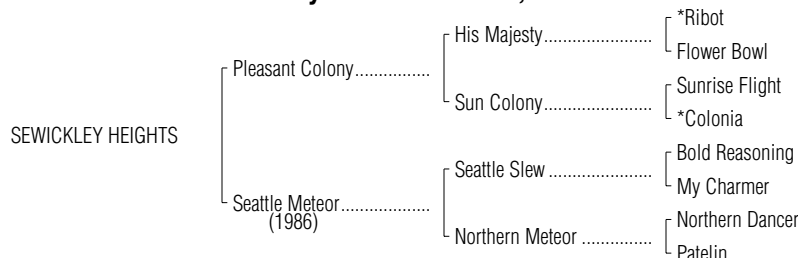 *Ribot
His Majesty................
Flower Bowl
Pleasant Colony................
Sunrise Flight
Sun Colony.....................
*Colonia
SEWICKLEY HEIGHTS
Bold Reasoning
Seattle Slew ....................
My Charmer
Seattle Meteor...................
(1986)
Northern Dancer
Northern Meteor ..............
Patelin